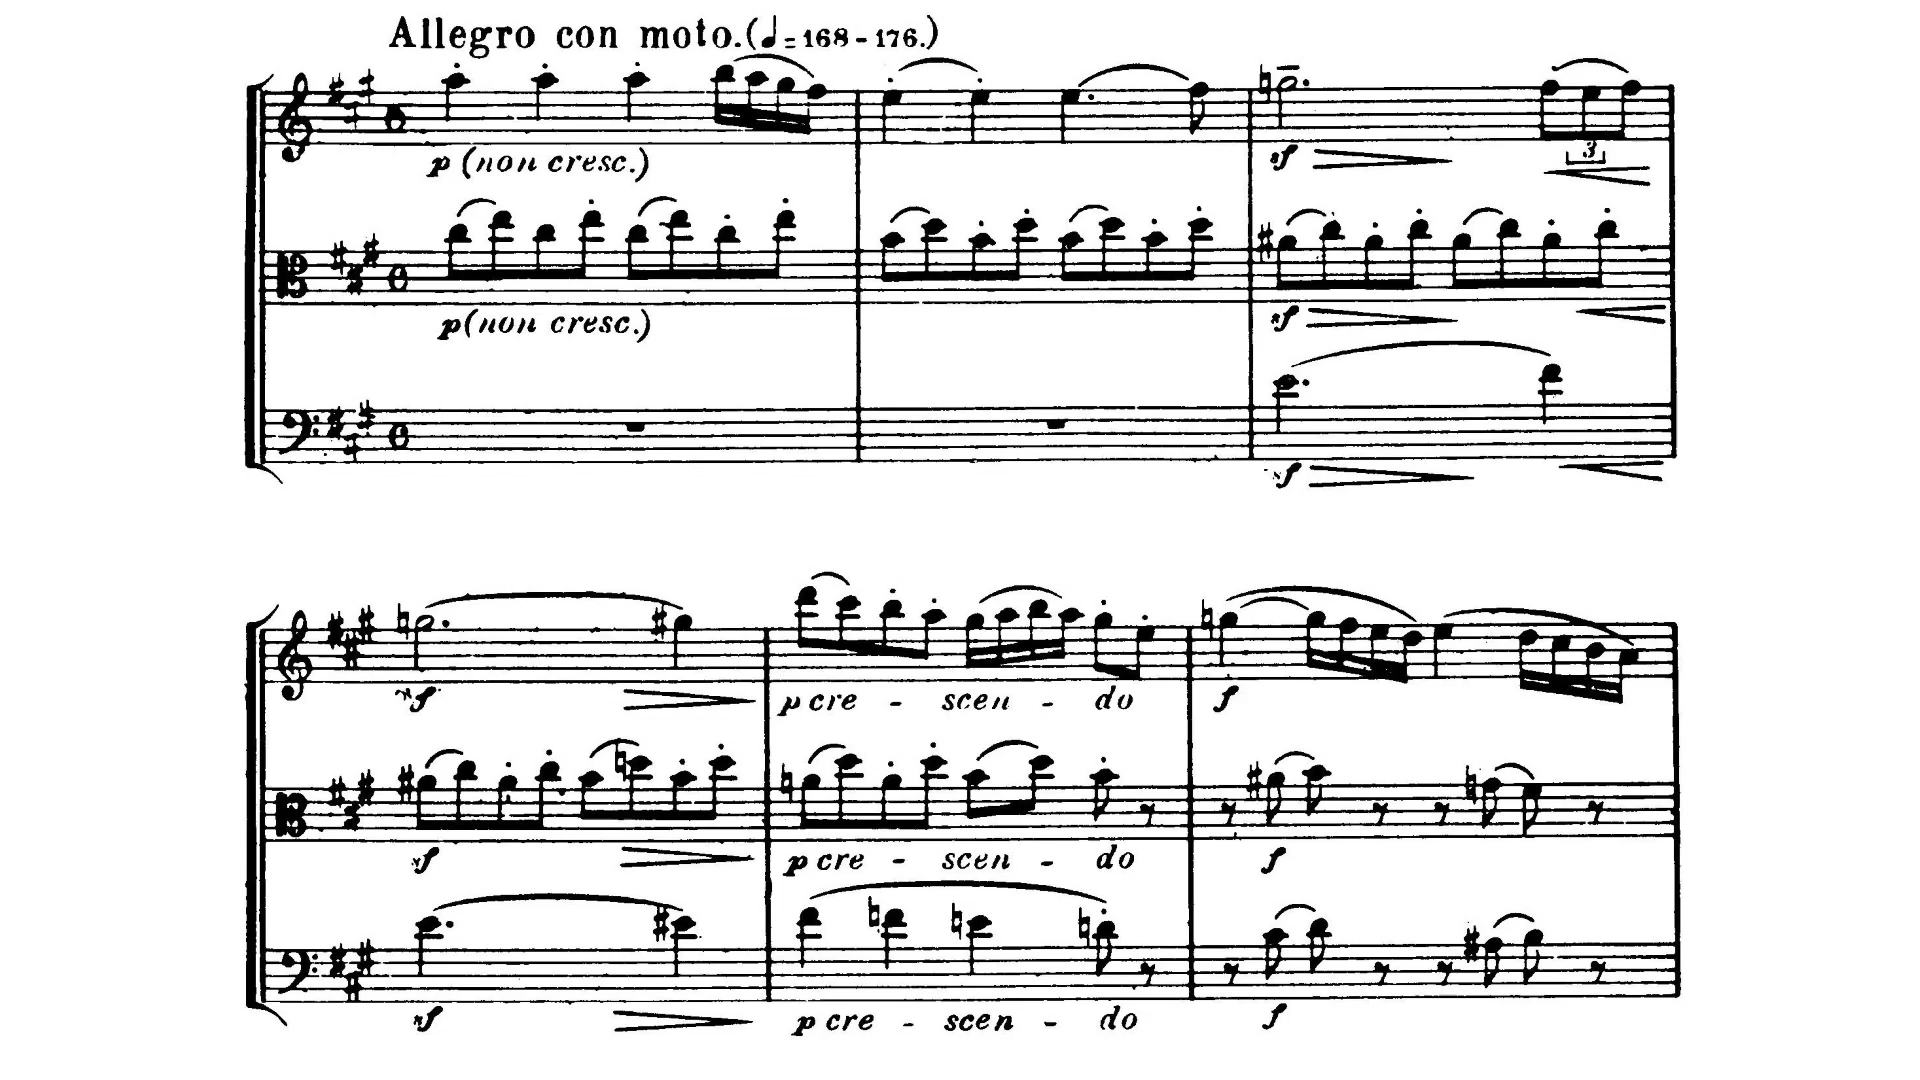 Allegro con moto. (♩=168-176.)
p (non cresc.)
sf
3
p (non cresc.)
sf
sf
sf
p cre - scen - do
f
sf
p cre - scen - do
f
sf
p cre - scen - do
f